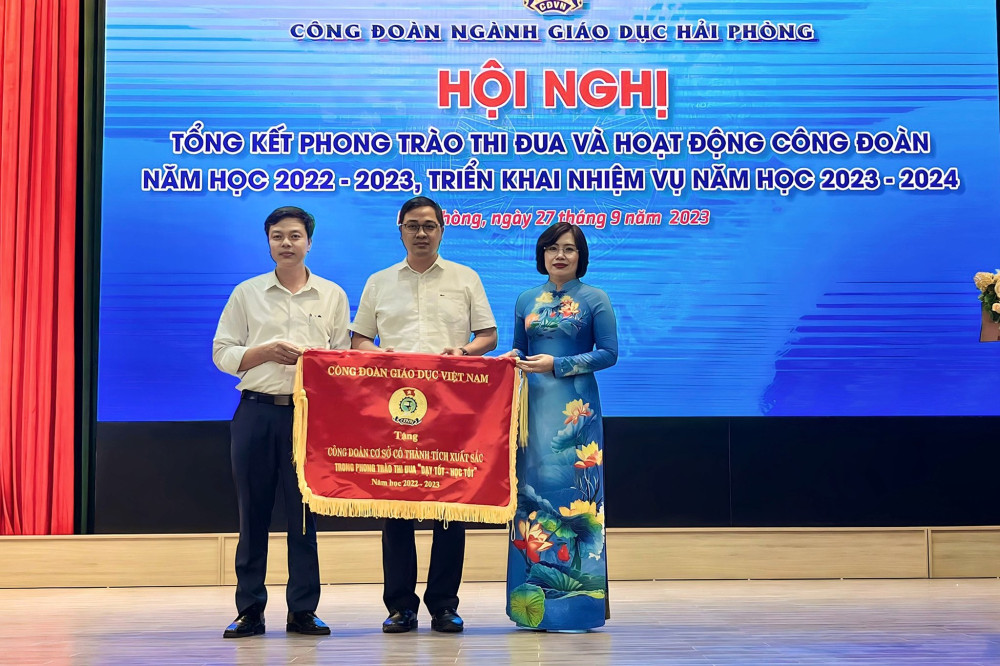 CĐVN
CÔNG ĐOÀN NGÀNH GIÁO DỤC HẢI PHÒNG
HỘI NGHỊ
TỔNG KẾT PHONG TRÀO THI ĐUA VÀ HOẠT ĐỘNG CÔNG ĐOÀN
NĂM HỌC 2022 - 2023, TRIỂN KHAI NHIỆM VỤ NĂM HỌC 2023 - 2024
hòng, ngày 27 tháng 9 năm 2023
CÔNG ĐOÀN GIÁO DỤC VIỆT NAM
Tặng
CÔNG ĐOÀN CƠ SỞ CÓ THÀNH TÍCH XUẤT SẮC
TRONG PHONG TRÀO THI ĐUA "DẠY TỐT - HỌC TỐT"
Năm học 2022 - 2023